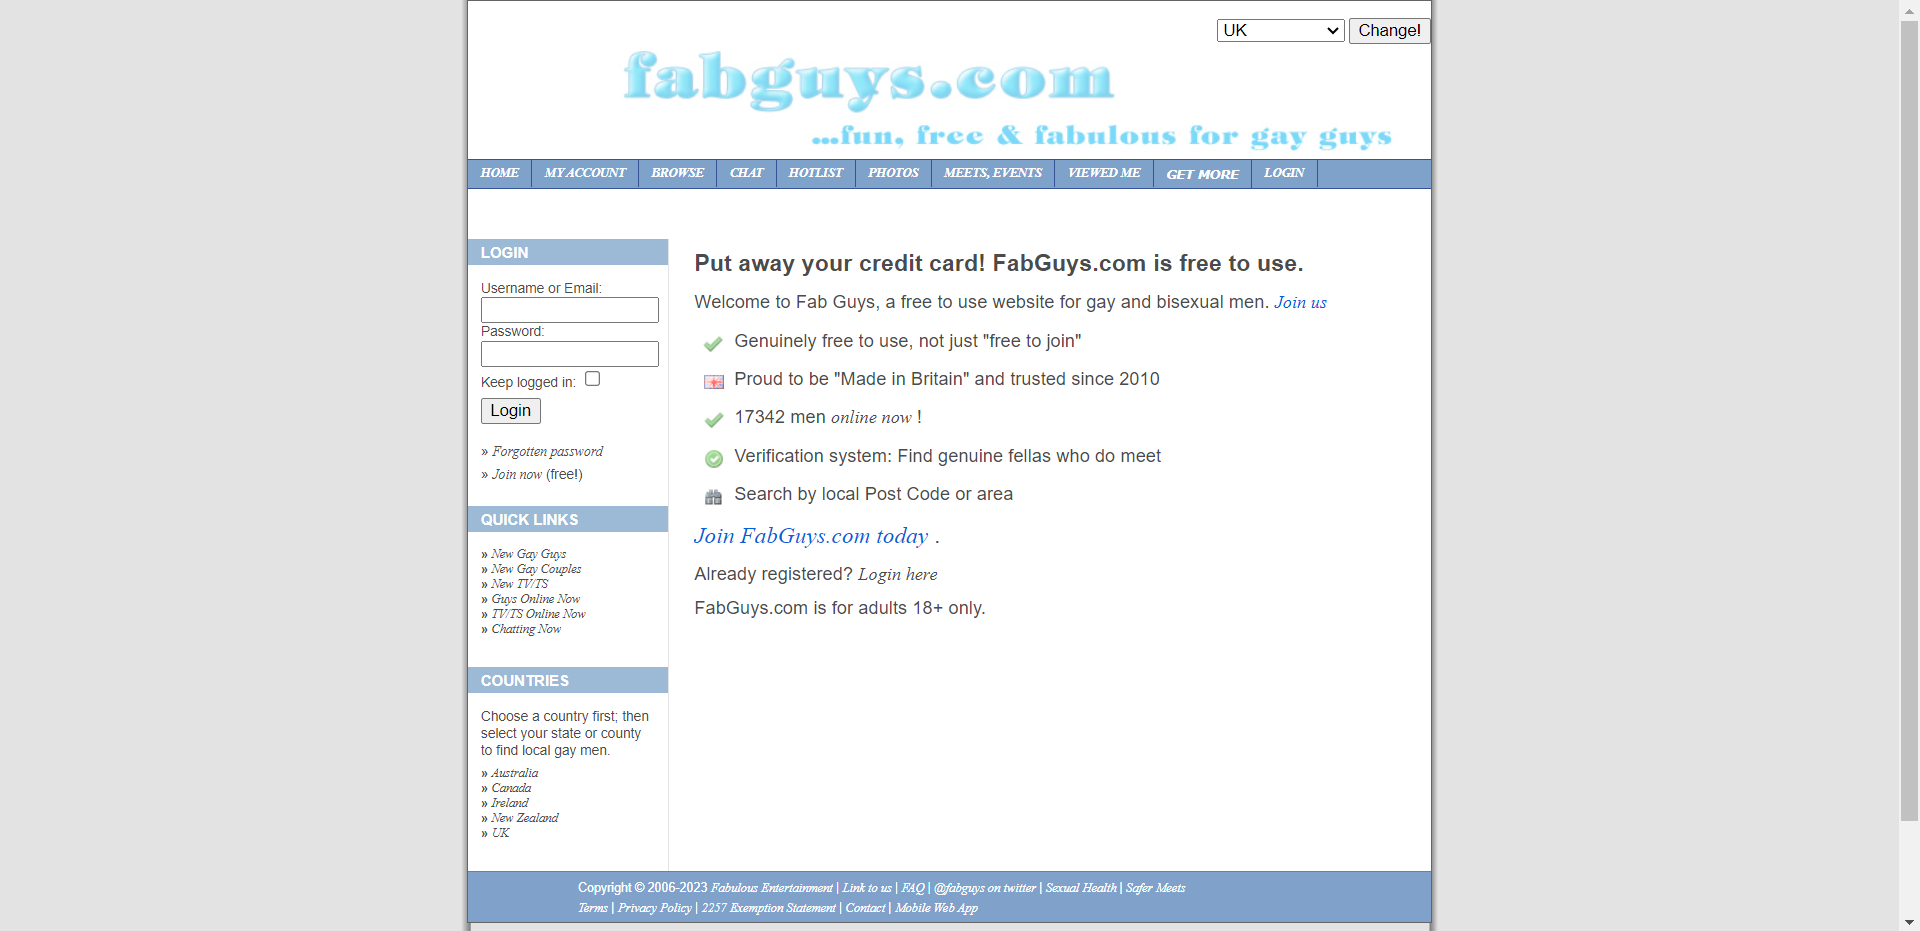 UK Change!
fabguys.com
...fun, free & fabulous for gay guys
HOME MY ACCOUNT BROWSE CHAT HOTLIST PHOTOS MEETS, EVENTS VIEWED ME GET MORE LOGIN
LOGIN
Username or Email:
Password:
Keep logged in:
Login
» Forgotten password
» Join now (free!)
QUICK LINKS
» New Gay Guys
» New Gay Couples
» New TV/TS
» Guys Online Now
» TV/TS Online Now
» Chatting Now
COUNTRIES
Choose a country first; then
select your state or county
to find local gay men.
» Australia
» Canada
» Ireland
» New Zealand
» UK
Put away your credit card! FabGuys.com is free to use.
Welcome to Fab Guys, a free to use website for gay and bisexual men. Join us
Genuinely free to use, not just "free to join"
Proud to be "Made in Britain" and trusted since 2010
17342 men online now !
Verification system: Find genuine fellas who do meet
Search by local Post Code or area
Join FabGuys.com today .
Already registered? Login here
FabGuys.com is for adults 18+ only.
Copyright © 2006-2023 Fabulous Entertainment | Link to us | FAQ | @fabguys on twitter | Sexual Health | Safer Meets
Terms | Privacy Policy | 2257 Exemption Statement | Contact | Mobile Web App